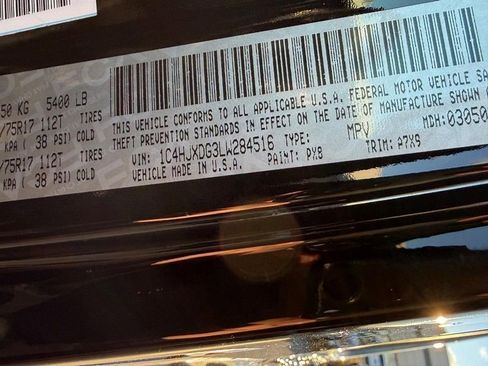 50 KG 5400 LB
/75R17 112T TIRES
KPA ( 38 PSI) COLD
/75R17 112T TIRES
KPA ( 38 PSI) COLD
THIS VEHICLE CONFORMS TO ALL APPLICABLE U.S.A. FEDERAL MOTOR VEHICLE SA
THEFT PREVENTION STANDARDS IN EFFECT ON THE DATE OF MANUFACTURE SHOWN
VIN: 1C4HJXDG3LW284516 TYPE: MPV MDH: 03050
VEHICLE MADE IN U.S.A. PAINT: PX8 TRIM: A7X9